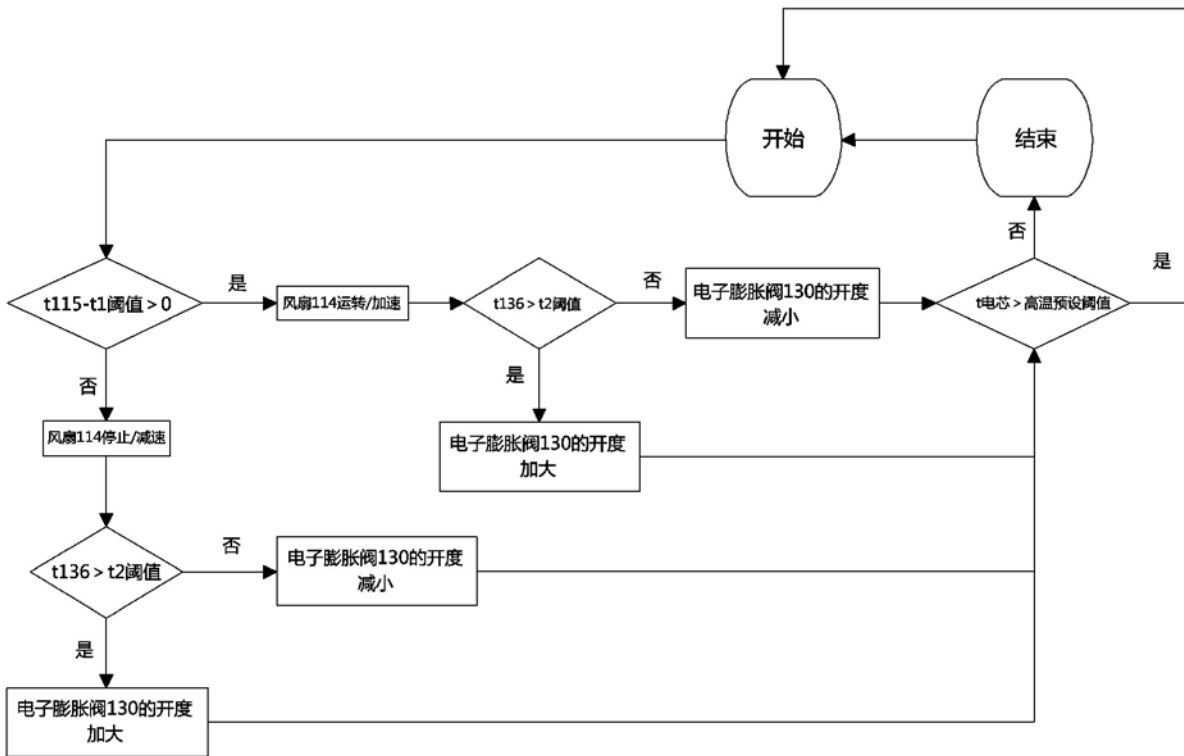 开始
结束
否
是
t115-t1阈值>0
是
风扇114运转/加速
t136>t2阈值
否
电子膨胀阀130的开度
减小
t电芯>高温预设阈值
否
是
风扇114停止/减速
电子膨胀阀130的开度
加大
t136>t2阈值
否
电子膨胀阀130的开度
减小
是
电子膨胀阀130的开度
加大